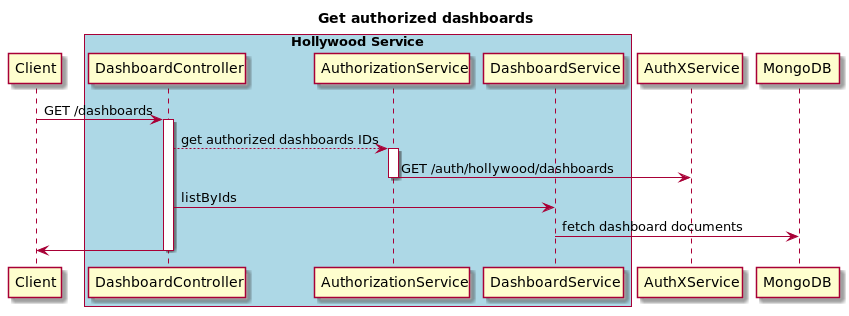 Get authorized dashboards
Hollywood Service
Client DashboardController AuthorizationService DashboardService AuthXService MongoDB
GET /dashboards
get authorized dashboards IDs
GET /auth/hollywood/dashboards
listByIds
fetch dashboard documents
Client DashboardController AuthorizationService DashboardService AuthXService MongoDB